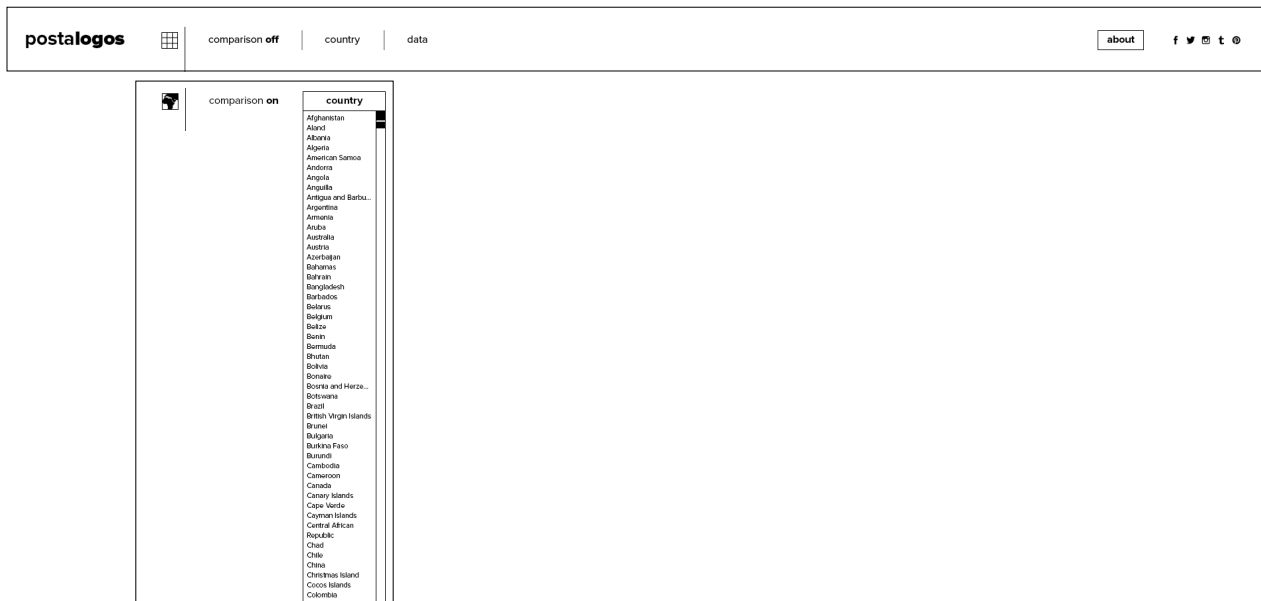 postalogos
comparison off
country
data
about
comparison on
country
Afghanistan
Aland
Albania
Algeria
American Samoa
Andorra
Angola
Anguilla
Antigua and Barbu...
Argentina
Armenia
Aruba
Australia
Austria
Azerbaijan
Bahamas
Bahrain
Bangladesh
Barbados
Belarus
Belgium
Belize
Benin
Bermuda
Bhutan
Bolivia
Bonaire
Bosnia and Herze...
Botswana
Brazil
British Virgin Islands
Brunei
Bulgaria
Burkina Faso
Burundi
Cambodia
Cameroon
Canada
Canary Islands
Cape Verde
Cayman Islands
Central African
Republic
Chad
Chile
China
Christmas Island
Cocos Islands
Colombia